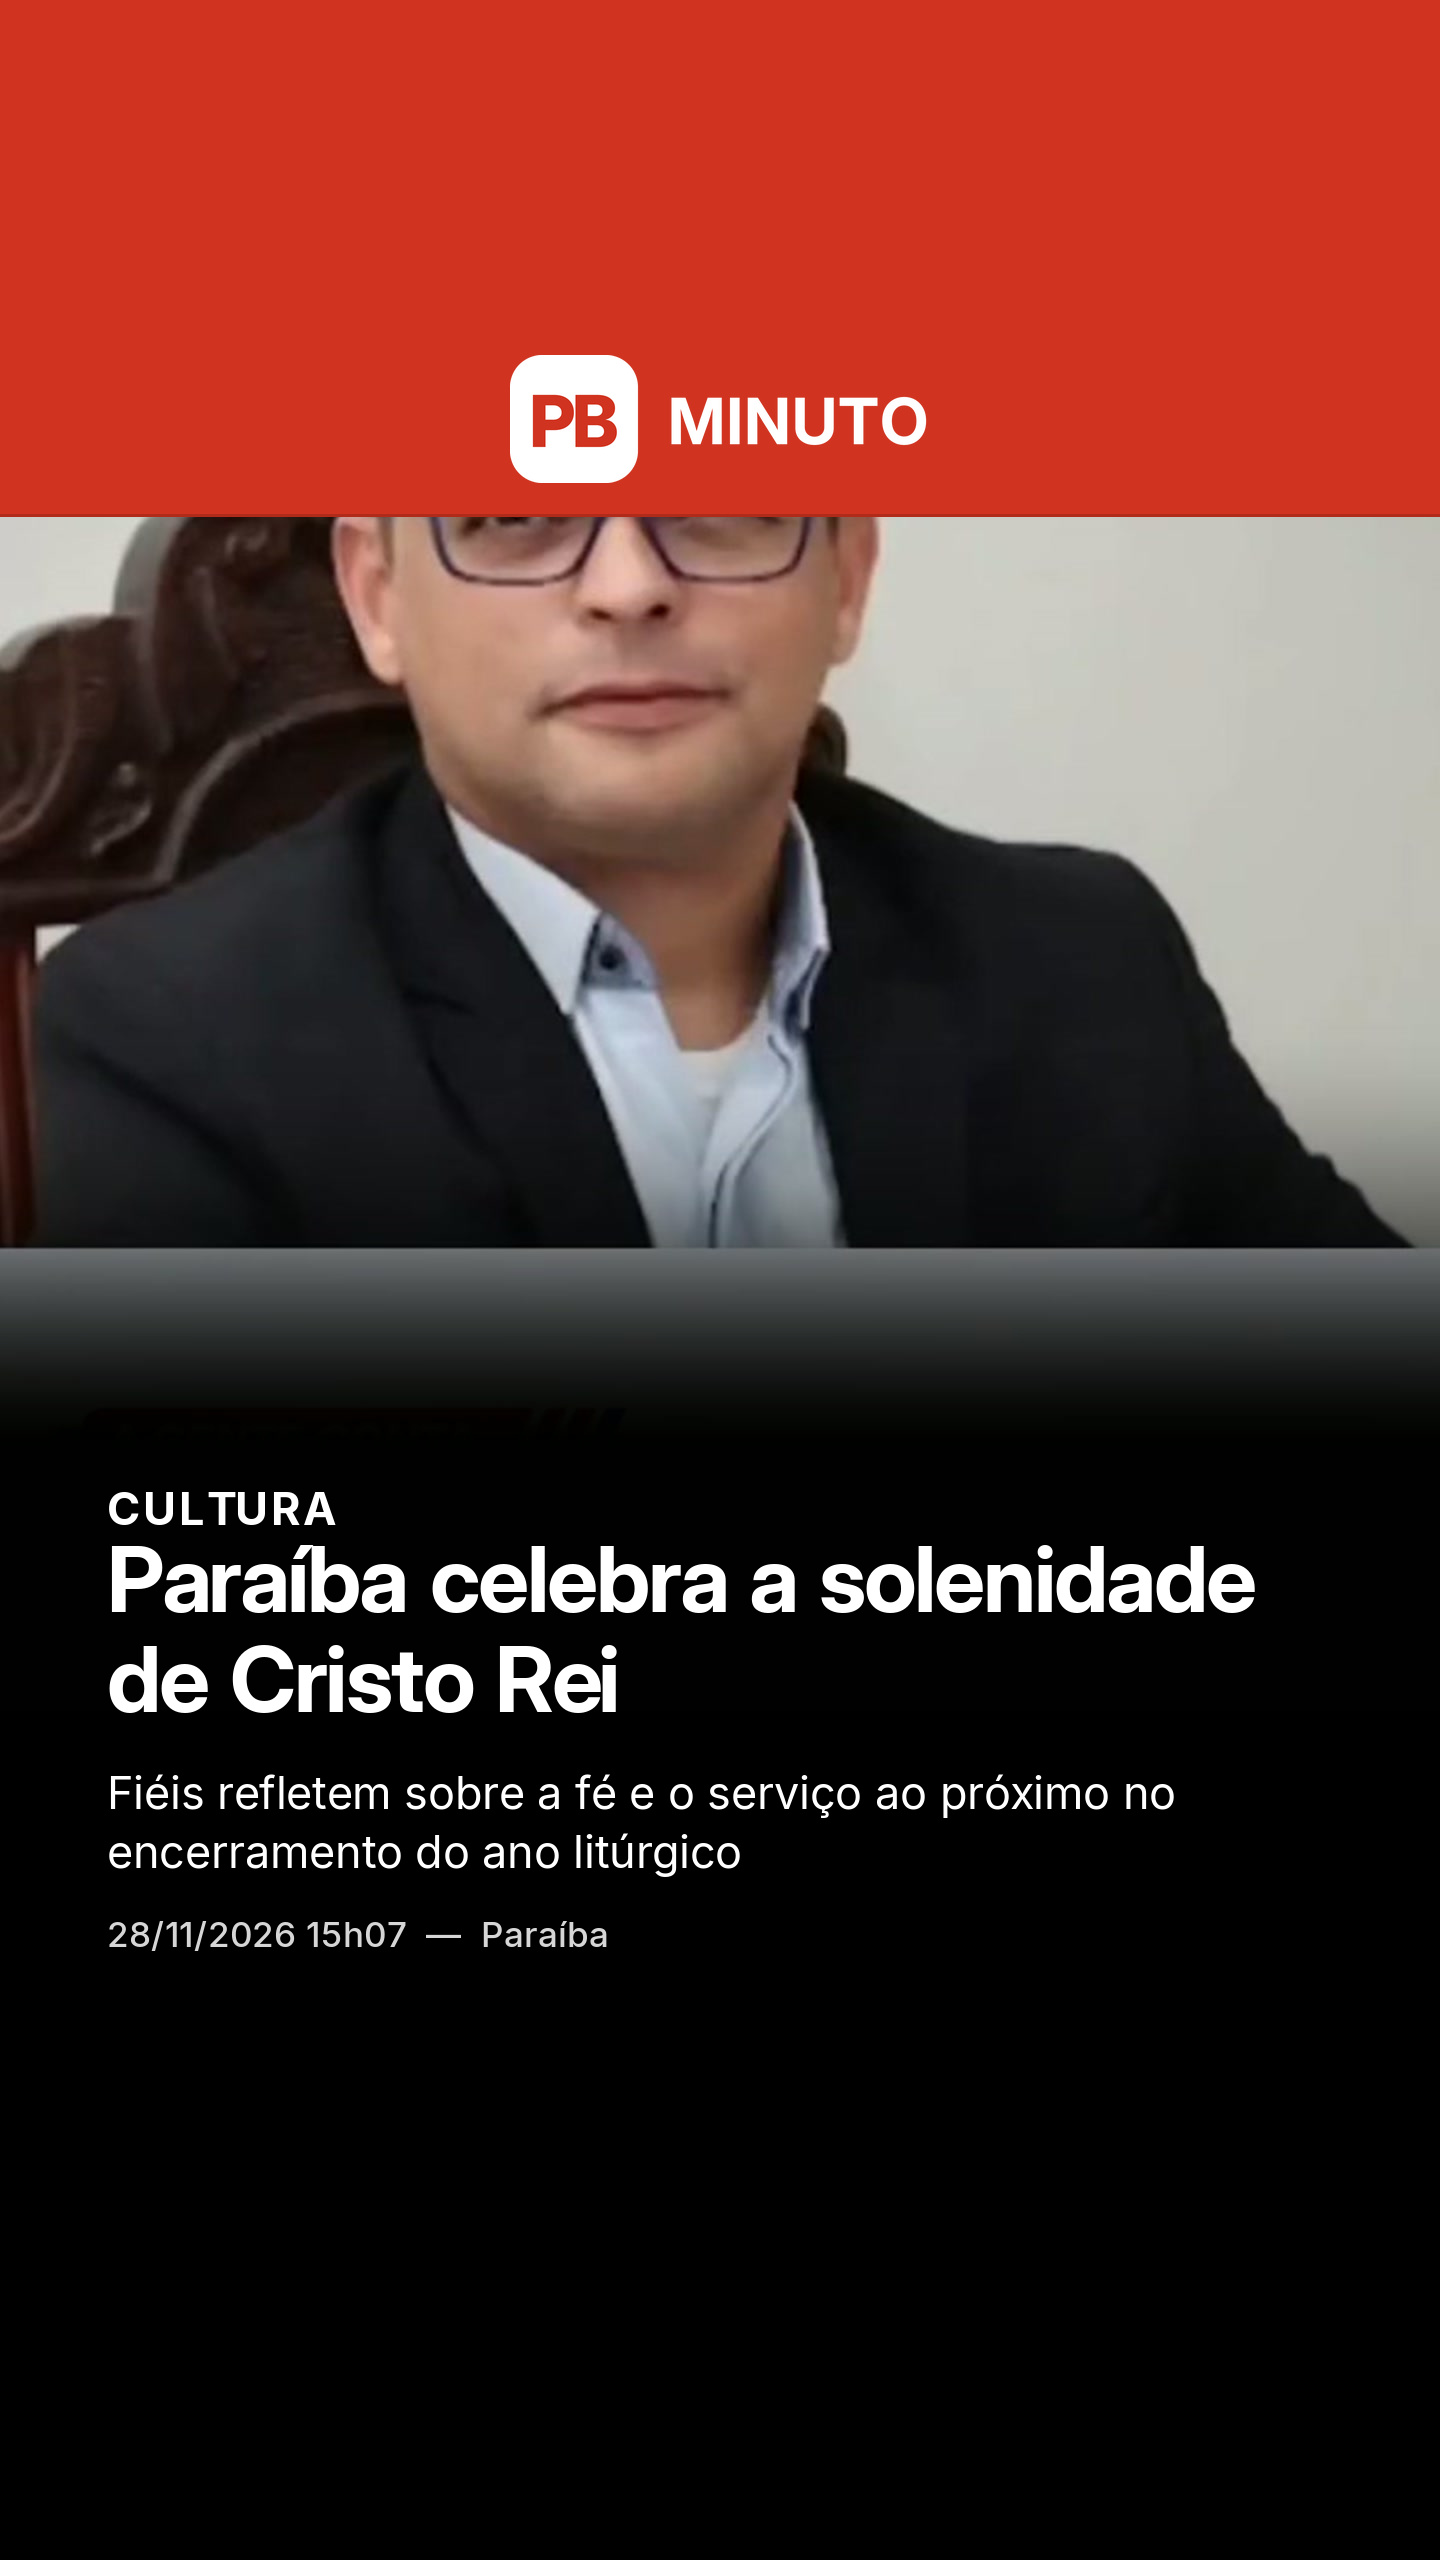 PB MINUTO
CULTURA
Paraíba celebra a solenidade
de Cristo Rei
Fiéis refletem sobre a fé e o serviço ao próximo no
encerramento do ano litúrgico
28/11/2026 15h07 — Paraíba